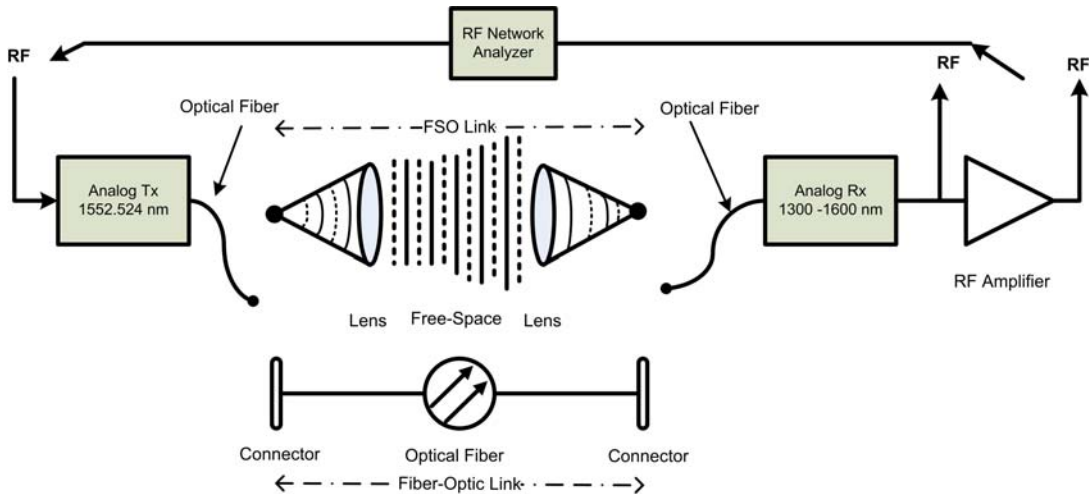 RF Network
Analyzer
RF
RF
RF
Optical Fiber
FSO Link
Optical Fiber
Analog Tx
1552.524 nm
Analog Rx
1300 -1600 nm
RF Amplifier
Lens
Free-Space
Lens
Connector
Optical Fiber
Connector
Fiber-Optic Link